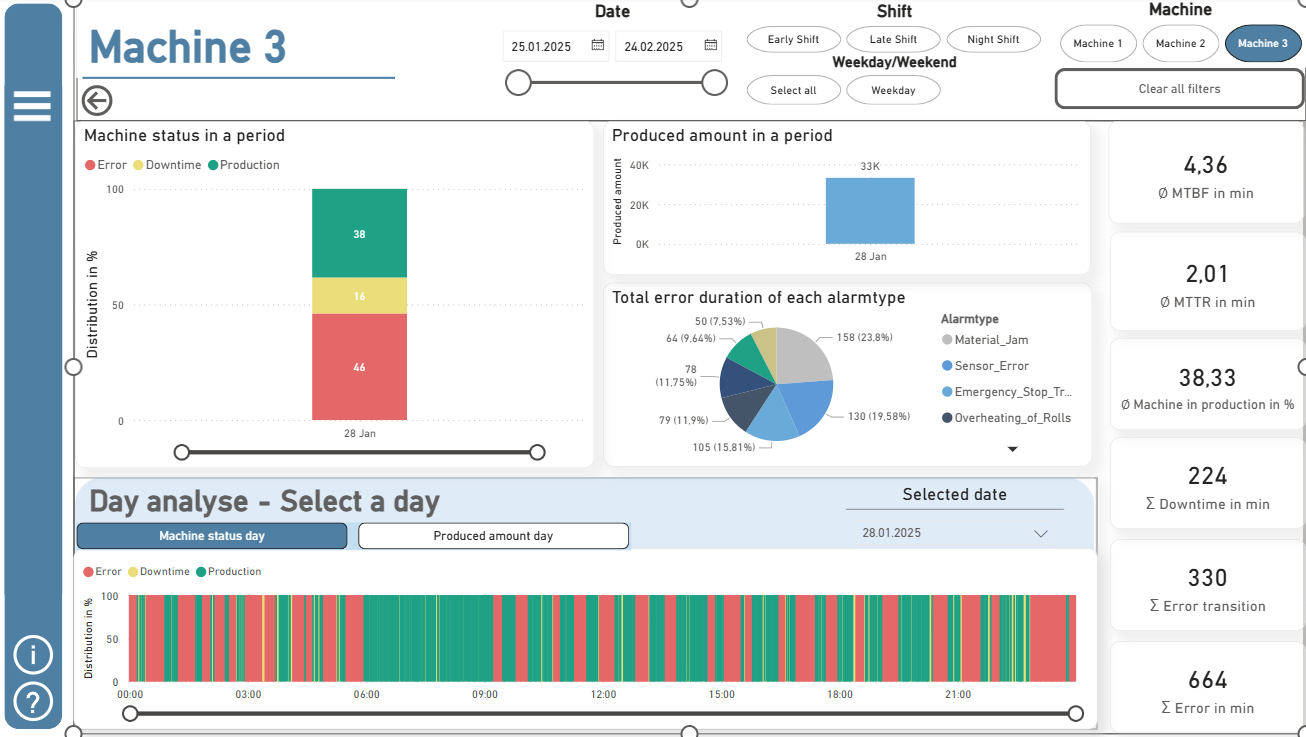 Machine 3
Date
25.01.2025
24.02.2025
Shift
Early Shift
Late Shift
Night Shift
Weekday/Weekend
Select all
Weekday
Machine
Machine 1
Machine 2
Machine 3
Clear all filters
Machine status in a period
Error
Downtime
Production
Distribution in %
100
50
0
38
16
46
28 Jan
Produced amount in a period
Produced amount
40K
20K
0K
33K
28 Jan
Total error duration of each alarmtype
50 (7,53%)
64 (9,64%)
78
(11,75%)
79 (11,9%)
105 (15,81%)
158 (23,8%)
130 (19,58%)
Alarmtype
Material_Jam
Sensor_Error
Emergency_Stop_Tr...
Overheating_of_Rolls
4,36
Ø MTBF in min
2,01
Ø MTTR in min
38,33
Ø Machine in production in %
224
Σ Downtime in min
330
Σ Error transition
664
Σ Error in min
Day analyse - Select a day
Selected date
28.01.2025
Machine status day
Produced amount day
Error
Downtime
Production
Distribution in %
100
50
0
00:00
03:00
06:00
09:00
12:00
15:00
18:00
21:00
i
?